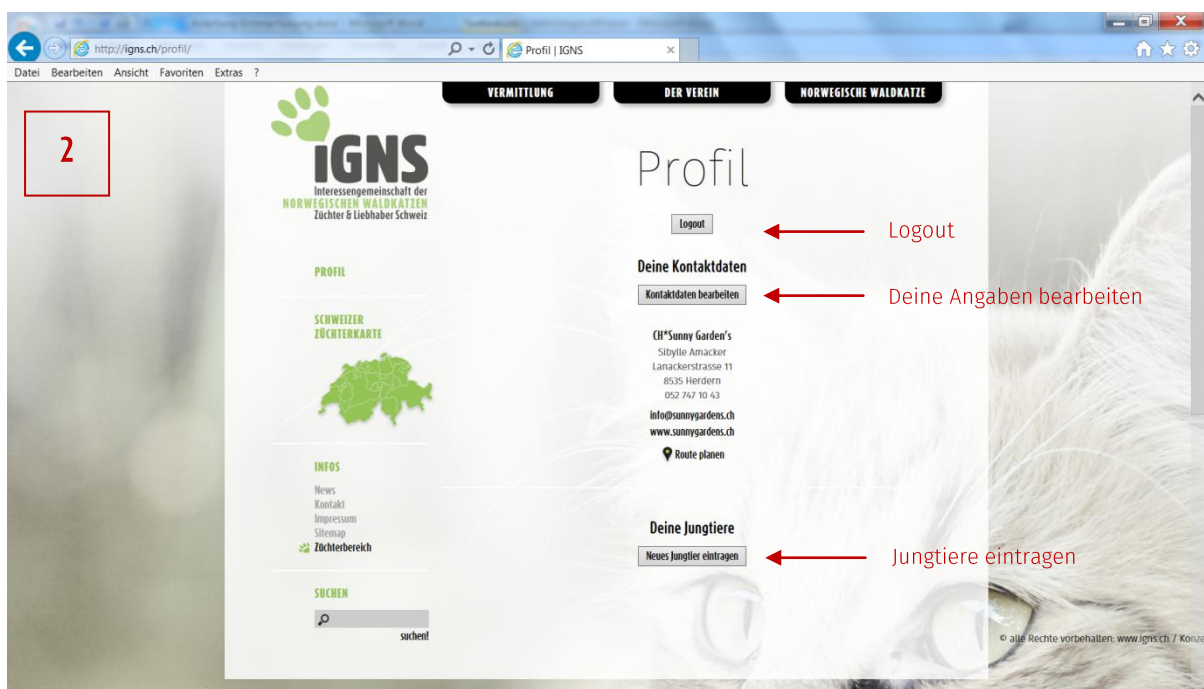 http://igns.ch/profil/
Profil | IGNS
Datei Bearbeiten Ansicht Favoriten Extras ?
VERMITTLUNG
DER VEREIN
NORWEGISCHE WALDKATZE
2
iGNS
Interessengemeinschaft der
NORWEGISCHEN WALDKATZEN
Züchter & Liebhaber Schweiz
Profil
Logout
Logout
PROFIL
Deine Kontaktdaten
Kontaktdaten bearbeiten
Deine Angaben bearbeiten
SCHWEIZER
ZÜCHTERKARTE
CH*Sunny Garden's
Sibylle Amacker
Lanackerstrasse 11
8535 Herdern
052 747 10 43
info@sunnygardens.ch
www.sunnygardens.ch
Route planen
INFOS
News
Kontakt
Impressum
Sitemap
Züchterbereich
Deine Jungtiere
Neues Jungtier eintragen
Jungtiere eintragen
SUCHEN
suchen!
© alle Rechte vorbehalten: www.igns.ch / Konze